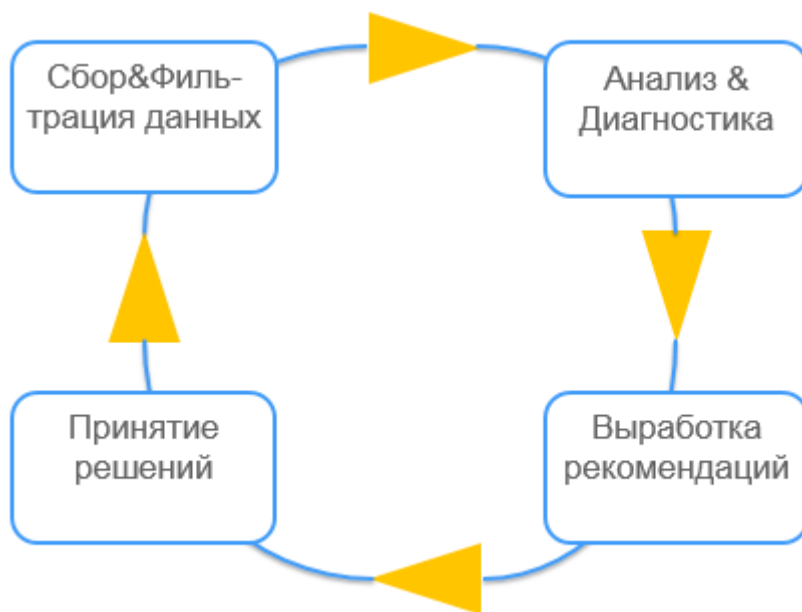 Сбор&Филь-
трация данных
Анализ &
Диагностика
Принятие
решений
Выработка
рекомендаций